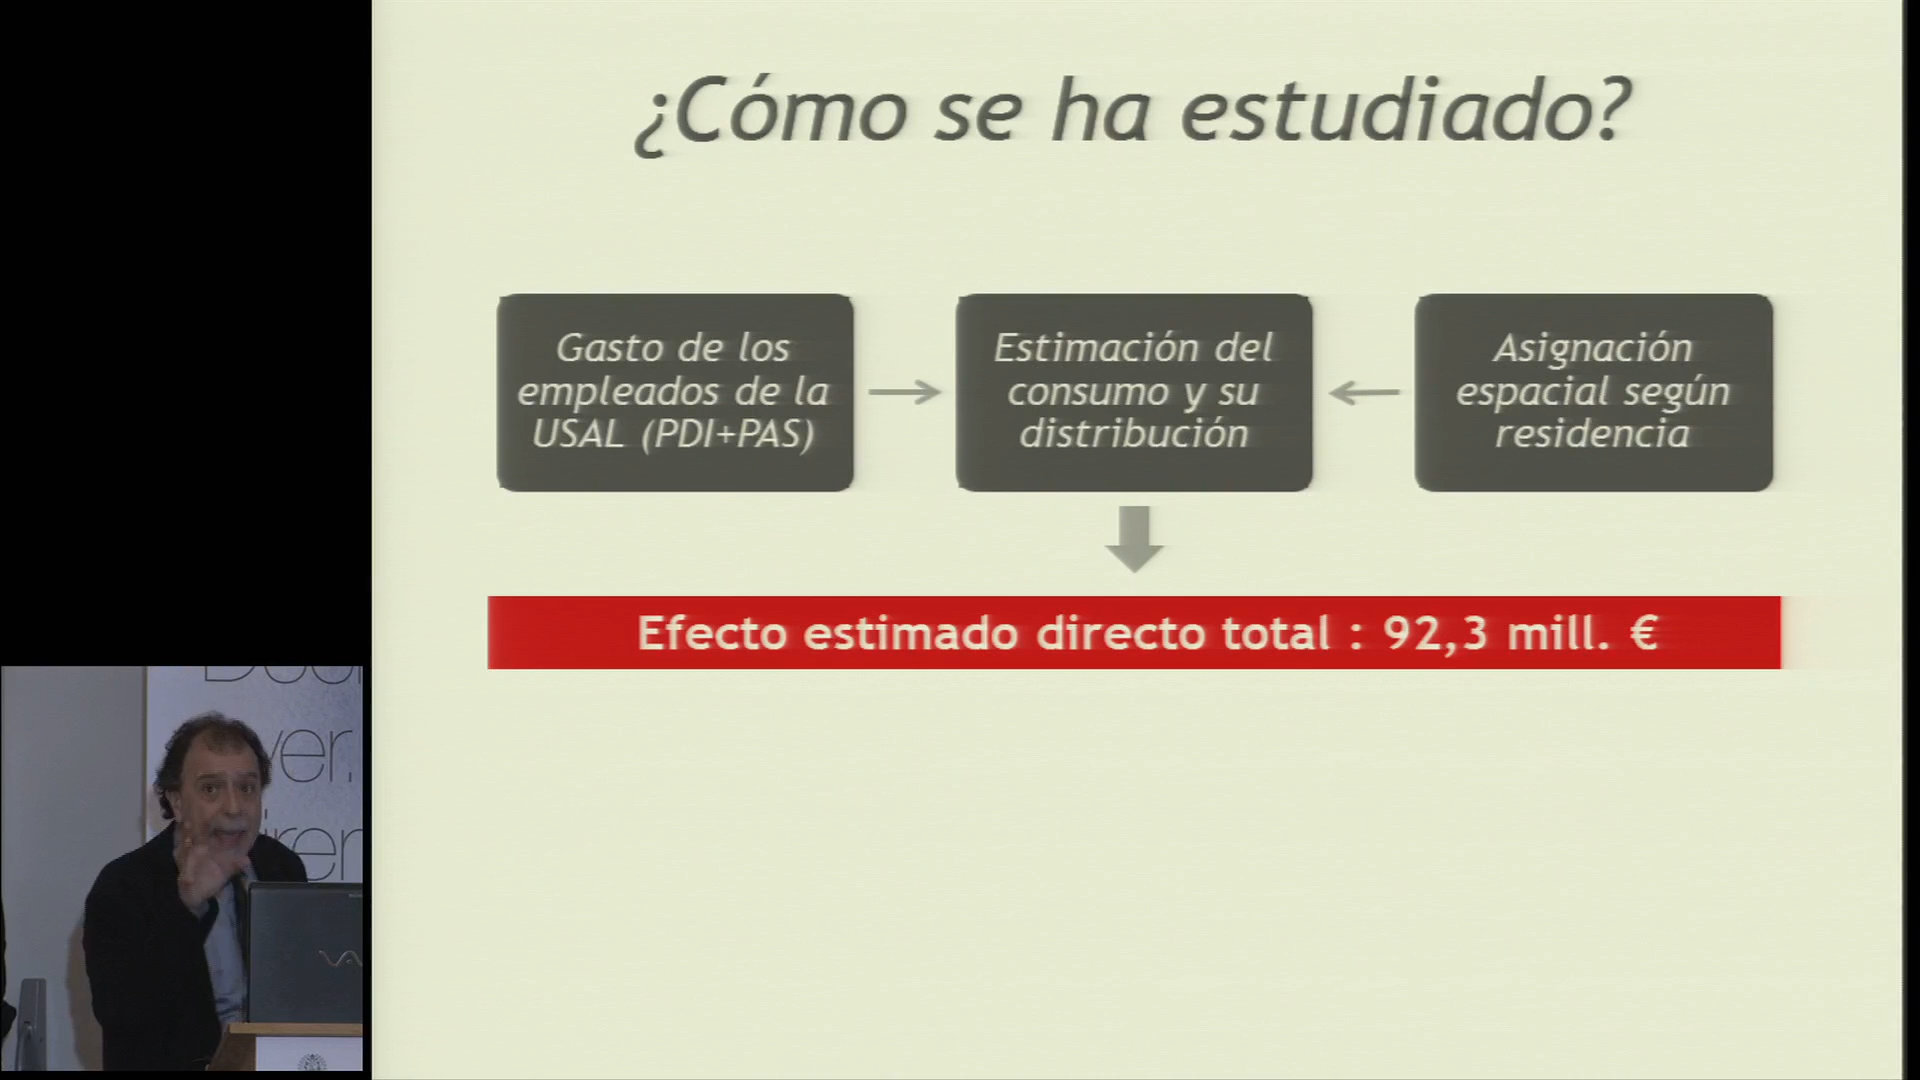 ¿Cómo se ha estudiado?
Gasto de los
empleados de la
USAL (PDI+PAS)
Estimación del
consumo y su
distribución
Asignación
espacial según
residencia
Efecto estimado directo total : 92,3 mill. €